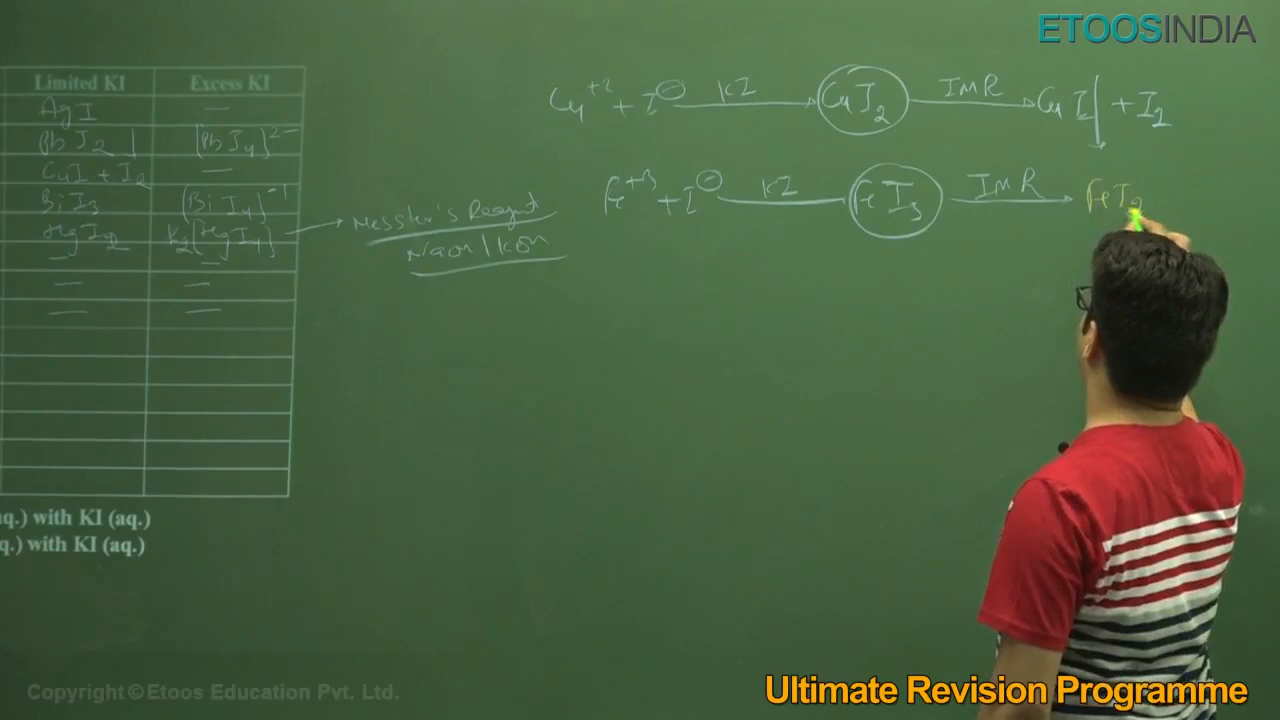 ETOOSINDIA
Limited KI Excess KI
AgI —
PbI2 ↓ [PbI4]2−
CuI + I2 —
BiI3 [BiI4]−1
HgI2 K2[HgI4] → Nessler's Reagent
NaOH / KOH
— —
— —
Cu+2 + I⊖ KI → CuI2 IMR → CuI↓ + I2
Fe+3 + I⊖ KI FeI3 IMR → FeI2
aq.) with KI (aq.)
q.) with KI (aq.)
Copyright © Etoos Education Pvt. Ltd.
Ultimate Revision Programme